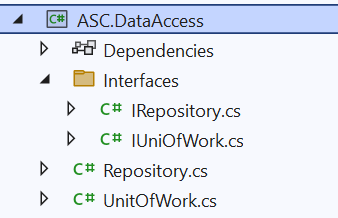 C# ASC.DataAccess
Dependencies
Interfaces
C# IRepository.cs
C# IUniOfWork.cs
C# Repository.cs
C# UnitOfWork.cs